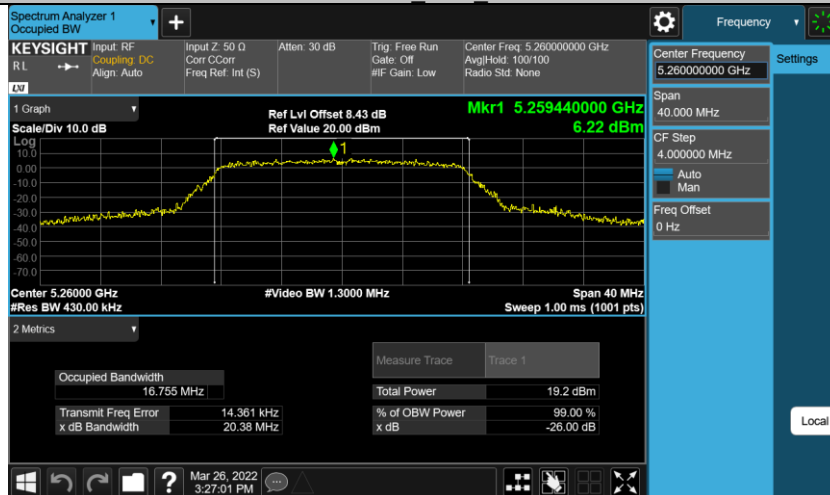 Spectrum Analyzer 1
Occupied BW
+
Frequency
KEYSIGHT
R L
LXI
Input: RF
Coupling: DC
Align: Auto
Input Z: 50 Ω
Corr CCorr
Freq Ref: Int (S)
Atten: 30 dB
Trig: Free Run
Gate: Off
#IF Gain: Low
Center Freq: 5.260000000 GHz
Avg|Hold: 100/100
Radio Std: None
Center Frequency
5.260000000 GHz
Settings
Span
40.000 MHz
CF Step
4.000000 MHz
Auto
Man
Freq Offset
0 Hz
1 Graph
Scale/Div 10.0 dB
Ref Lvl Offset 8.43 dB
Ref Value 20.00 dBm
Mkr1 5.259440000 GHz
6.22 dBm
Log
10.0
0.00
-10.0
-20.0
-30.0
-40.0
-50.0
-60.0
-70.0
1
Center 5.26000 GHz
#Res BW 430.00 kHz
#Video BW 1.3000 MHz
Span 40 MHz
Sweep 1.00 ms (1001 pts)
2 Metrics
Measure Trace Trace 1
Occupied Bandwidth
16.755 MHz
Total Power 19.2 dBm
Transmit Freq Error 14.361 kHz
% of OBW Power 99.00 %
x dB Bandwidth 20.38 MHz
x dB -26.00 dB
Local
?
Mar 26, 2022
3:27:01 PM